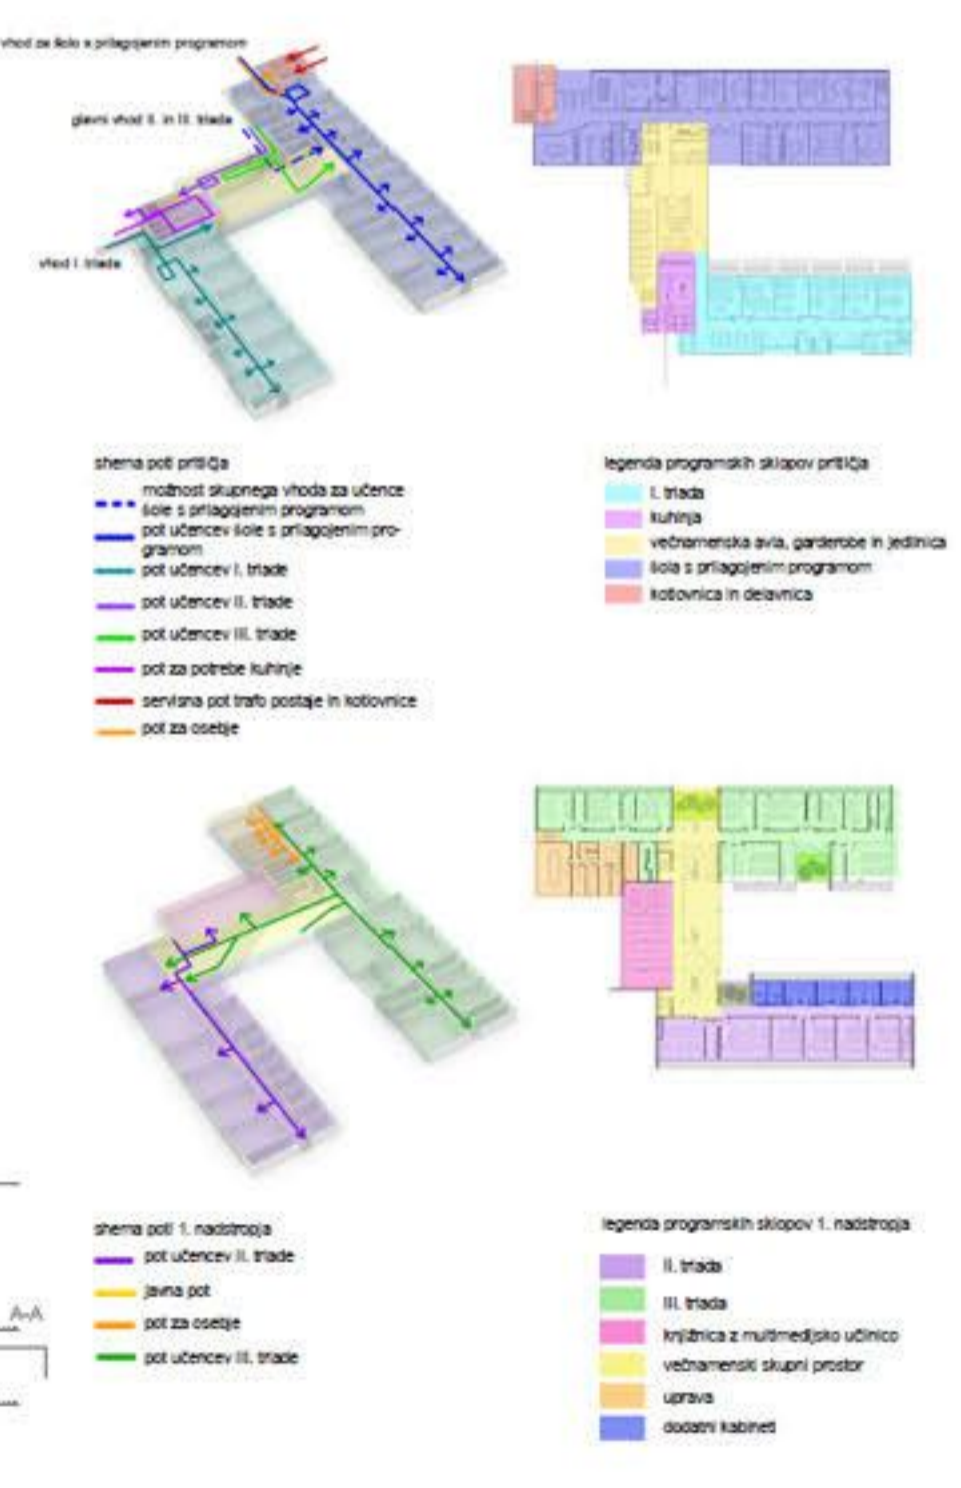 vhod za šolo s prilagojenim programom
glavni vhod II. in III. triade
vhod I. triade
shema poti pritličja
možnost skupnega vhoda za učence
šole s prilagojenim programom
pot učencev šole s prilagojenim pro-
gramom
pot učencev I. triade
pot učencev II. triade
pot učencev III. triade
pot za potrebe kuhinje
servisna pot trafo postaje in kotlovnice
pot za osebje
legenda programskih sklopov pritličja
I. triada
kuhinja
večnamenska avla, garderobe in jedilnica
šola s prilagojenim programom
kotlovnica in delavnica
shema poti 1. nadstropja
pot učencev II. triade
javna pot
pot za osebje
pot učencev III. triade
legenda programskih sklopov 1. nadstropja
II. triada
III. triada
knjižnica z multimedijsko učilnico
večnamenski skupni prostor
uprava
dodatni kabineti
A-A